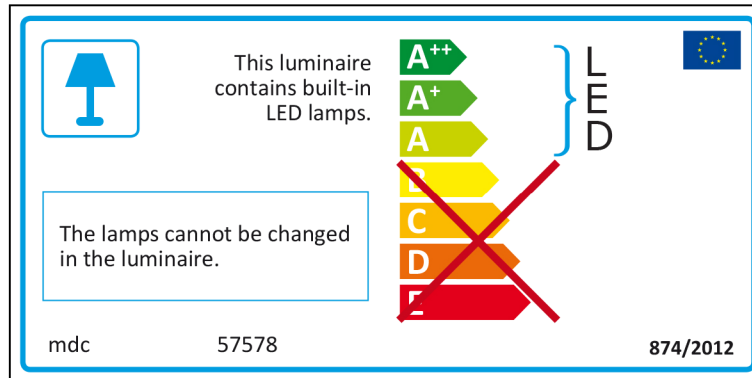 This luminaire
contains built-in
LED lamps.
The lamps cannot be changed
in the luminaire.
A++
A+
A
B
C
D
E
L
E
D
mdc 57578 874/2012